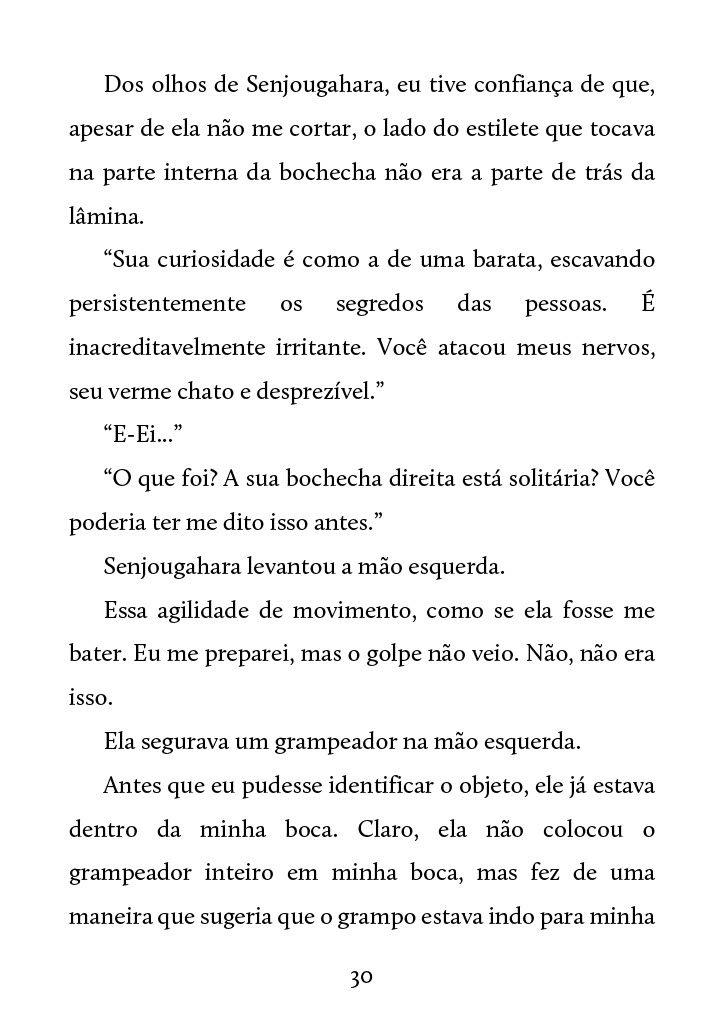 Dos olhos de Senjougahara, eu tive confiança de que,
apesar de ela não me cortar, o lado do estilete que tocava
na parte interna da bochecha não era a parte de trás da
lâmina.
“Sua curiosidade é como a de uma barata, escavando
persistentemente os segredos das pessoas. É
inacreditavelmente irritante. Você atacou meus nervos,
seu verme chato e desprezível.”
“E-Ei...”
“O que foi? A sua bochecha direita está solitária? Você
poderia ter me dito isso antes.”
Senjougahara levantou a mão esquerda.
Essa agilidade de movimento, como se ela fosse me
bater. Eu me preparei, mas o golpe não veio. Não, não era
isso.
Ela segurava um grampeador na mão esquerda.
Antes que eu pudesse identificar o objeto, ele já estava
dentro da minha boca. Claro, ela não colocou o
grampeador inteiro em minha boca, mas fez de uma
maneira que sugeria que o grampo estava indo para minha
30